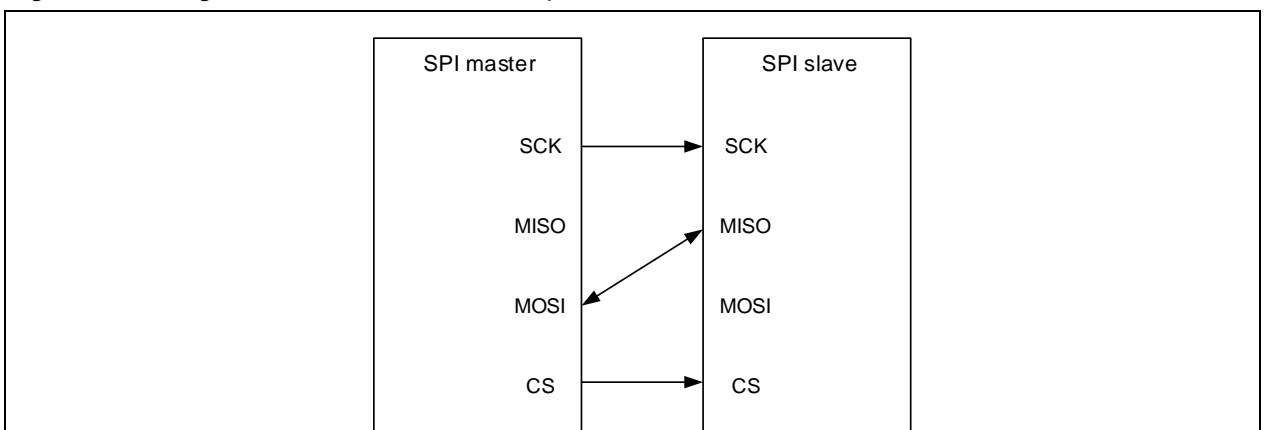 SPI master SPI slave
SCK SCK
MISO MISO
MOSI MOSI
CS CS